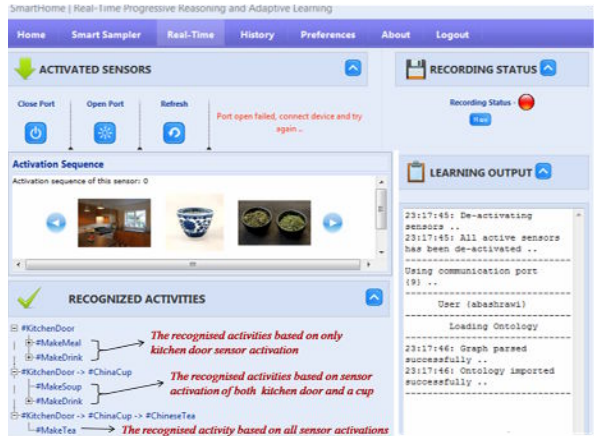 SmartHome | Real-Time Progressive Reasoning and Adaptive Learning
Home Smart Sampler Real-Time History Preferences About Logout
ACTIVATED SENSORS
Close Port Open Port Refresh
Port open failed, connect device and try
again ..
Activation Sequence
Activation sequence of this sensor: 0
RECOGNIZED ACTIVITIES
#KitchenDoor
#MakeMeal
#MakeDrink
The recognised activities based on only
kitchen door sensor activation
#KitchenDoor -> #ChinaCup
#MakeSoup
#MakeDrink
The recognised activities based on sensor
activation of both kitchen door and a cup
#KitchenDoor -> #ChinaCup -> #ChineseTea
#MakeTea
The recognised activity based on all sensor activations
RECORDING STATUS
Recording Status -
LEARNING OUTPUT
23:17:45: De-activating
sensors ..
23:17:45: All active sensors
has been de-activated ..
Using communication port
(9) ..
User (abashrawi)
Loading Ontology
23:17:46: Graph parsed
successfully ..
23:17:46: Ontology imported
successfully ..